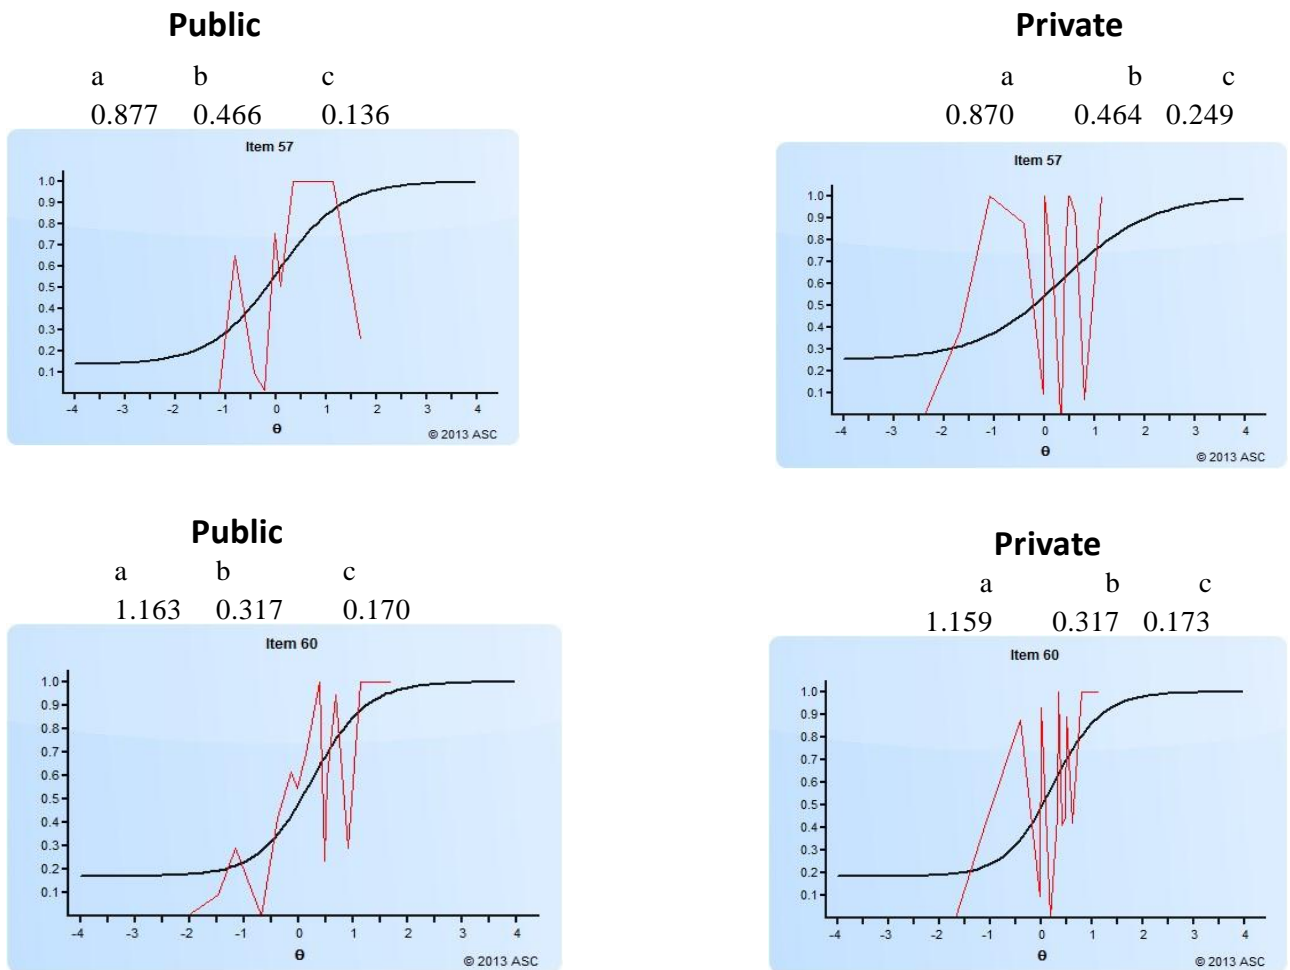 Public
a b c
0.877 0.466 0.136
Item 57
1.0
0.9
0.8
0.7
0.6
0.5
0.4
0.3
0.2
0.1
-4 -3 -2 -1 0 1 2 3 4
θ
© 2013 ASC
Private
a b c
0.870 0.464 0.249
Item 57
1.0
0.9
0.8
0.7
0.6
0.5
0.4
0.3
0.2
0.1
-4 -3 -2 -1 0 1 2 3 4
θ
© 2013 ASC
Public
a b c
1.163 0.317 0.170
Item 60
1.0
0.9
0.8
0.7
0.6
0.5
0.4
0.3
0.2
0.1
-4 -3 -2 -1 0 1 2 3 4
θ
© 2013 ASC
Private
a b c
1.159 0.317 0.173
Item 60
1.0
0.9
0.8
0.7
0.6
0.5
0.4
0.3
0.2
0.1
-4 -3 -2 -1 0 1 2 3 4
θ
© 2013 ASC